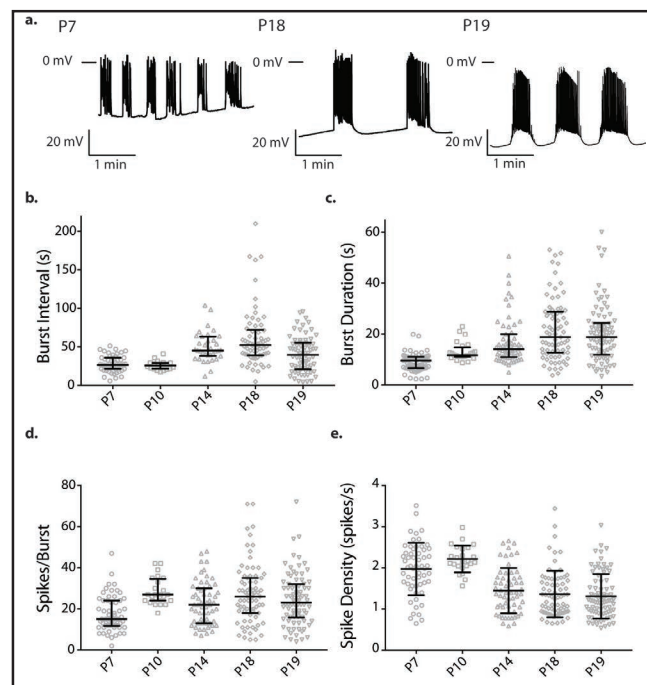 a.
P7 P18 P19
0 mV 0 mV 0 mV
20 mV 20 mV 20 mV
1 min 1 min 1 min
b.
Burst Interval (s)
200
150
100
50
0
P7 P10 P14 P18 P19
c.
Burst Duration (s)
60
40
20
0
P7 P10 P14 P18 P19
d.
Spikes/Burst
80
60
40
20
0
P7 P10 P14 P18 P19
e.
Spike Density (spikes/s)
4
3
2
1
0
P7 P10 P14 P18 P19